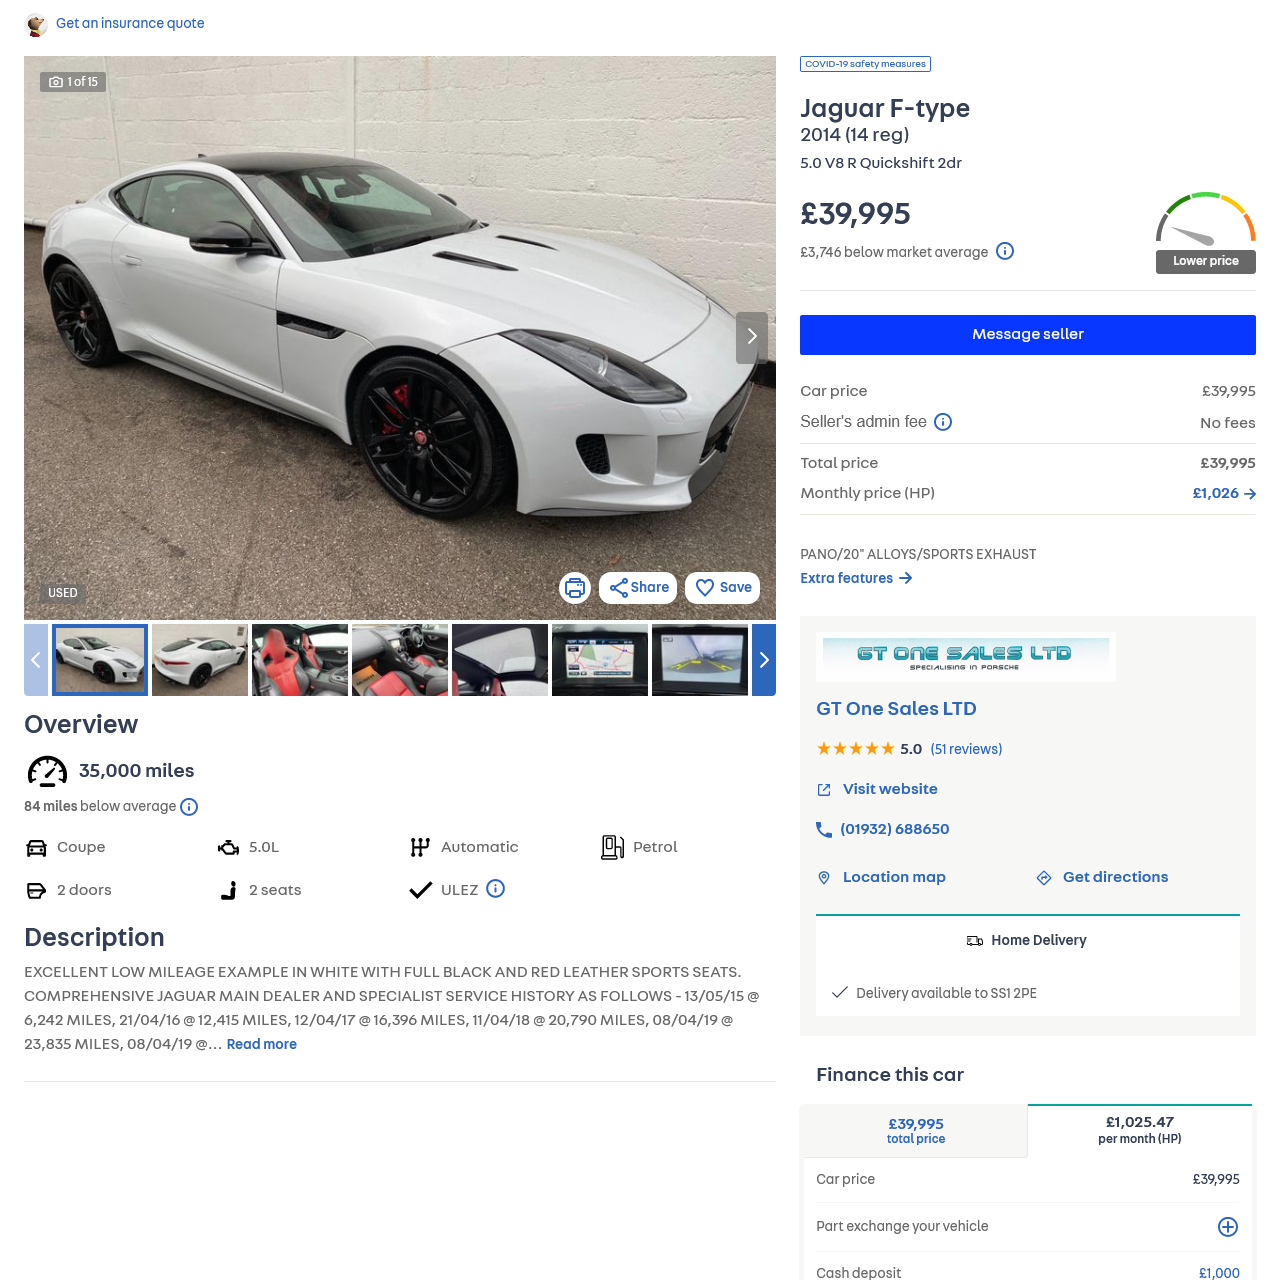 Get an insurance quote
1 of 15
USED
Share
Save
Overview
35,000 miles
84 miles below average
Coupe
5.0L
Automatic
Petrol
2 doors
2 seats
ULEZ
Description
EXCELLENT LOW MILEAGE EXAMPLE IN WHITE WITH FULL BLACK AND RED LEATHER SPORTS SEATS.
COMPREHENSIVE JAGUAR MAIN DEALER AND SPECIALIST SERVICE HISTORY AS FOLLOWS - 13/05/15 @
6,242 MILES, 21/04/16 @ 12,415 MILES, 12/04/17 @ 16,396 MILES, 11/04/18 @ 20,790 MILES, 08/04/19 @
23,835 MILES, 08/04/19 @... Read more
COVID-19 safety measures
Jaguar F-type
2014 (14 reg)
5.0 V8 R Quickshift 2dr
£39,995
£3,746 below market average
Lower price
Message seller
Car price £39,995
Seller's admin fee No fees
Total price £39,995
Monthly price (HP) £1,026
PANO/20" ALLOYS/SPORTS EXHAUST
Extra features
GT ONE SALES LTD
SPECIALISING IN PORSCHE
GT One Sales LTD
5.0 (51 reviews)
Visit website
(01932) 688650
Location map
Get directions
Home Delivery
Delivery available to SS1 2PE
Finance this car
£39,995
total price
£1,025.47
per month (HP)
Car price £39,995
Part exchange your vehicle
Cash deposit £1,000